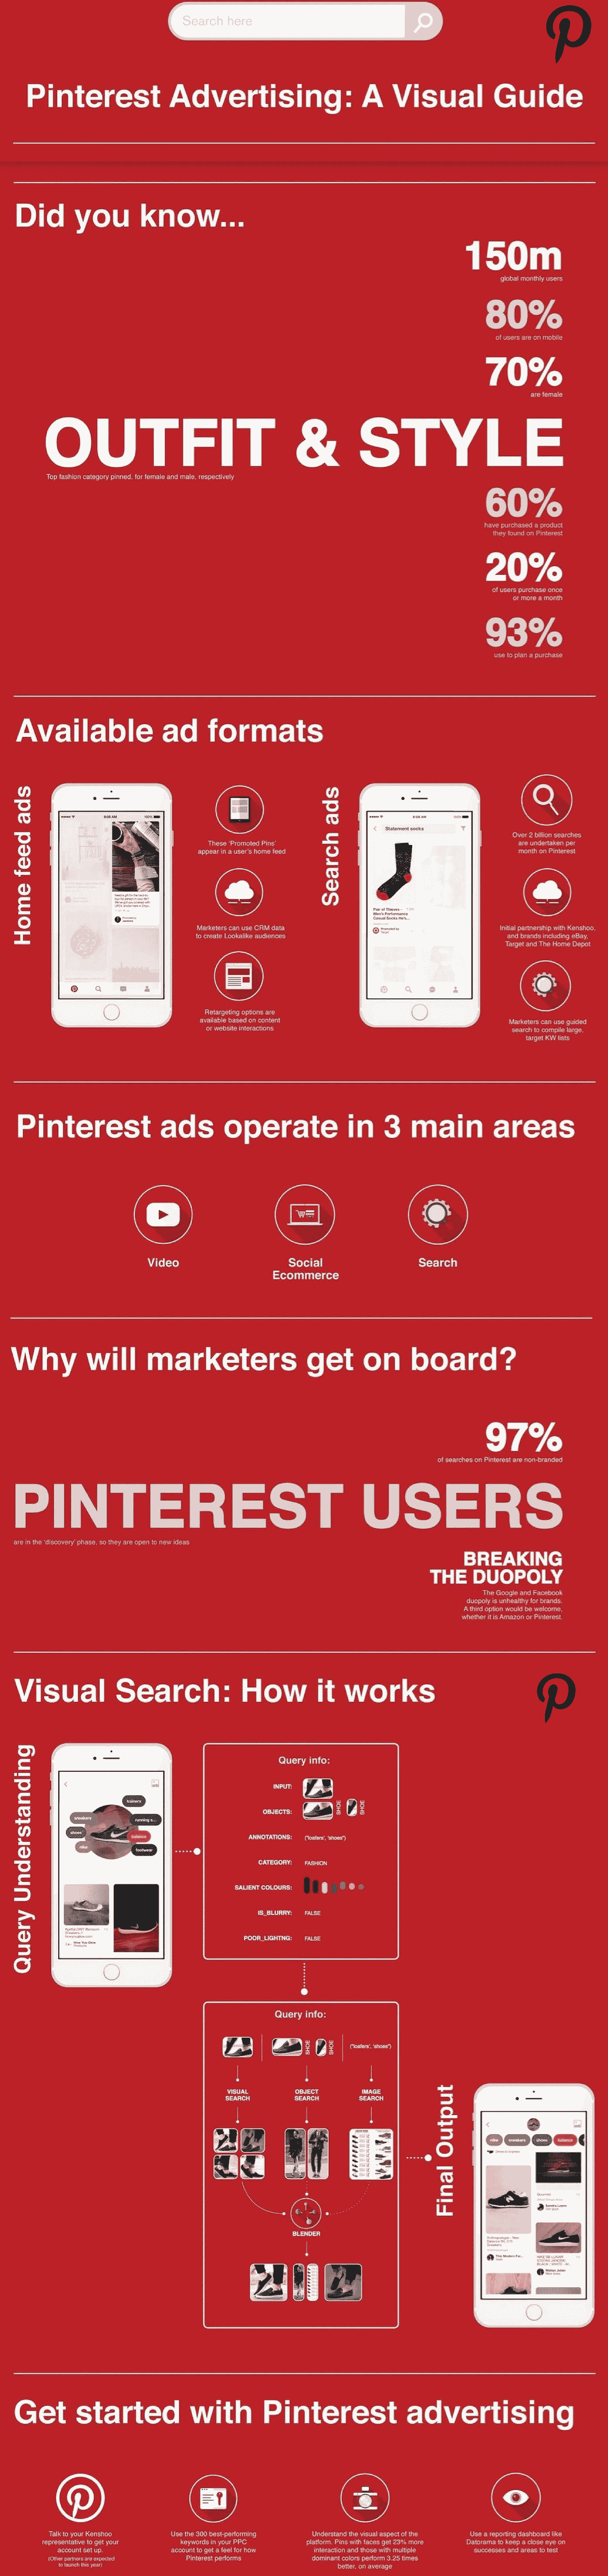 Search here
Pinterest Advertising: A Visual Guide
Did you know...
150m
global monthly users
80%
of users are on mobile
70%
are female
OUTFIT & STYLE
Top fashion category pinned, for female and male, respectively
60%
have purchased a product
they found on Pinterest
20%
of users purchase once
or more a month
93%
use to plan a purchase
Available ad formats
Home feed ads
These 'Promoted Pins'
appear in a user's home feed
Marketers can use CRM data
to create Lookalike audiences
Retargeting options are
available based on content
or website interactions
Search ads
Statement socks
Over 2 billion searches
are undertaken per
month on Pinterest
Initial partnership with Kenshoo,
and brands including eBay,
Target and The Home Depot
Marketers can use guided
search to compile large,
target KW lists
Pinterest ads operate in 3 main areas
Video
Social
Ecommerce
Search
Why will marketers get on board?
97%
of searches on Pinterest are non-branded
PINTEREST USERS
are in the 'discovery' phase, so they are open to new ideas
BREAKING
THE DUOPOLY
The Google and Facebook
duopoly is unhealthy for brands.
A third option would be welcome,
whether it is Amazon or Pinterest.
Visual Search: How it works
Query Understanding
trainers
sneakers
running s...
shoes
balance
nike
footwear
Query info:
INPUT:
OBJECTS:
SHOE
SHOE
ANNOTATIONS:
("loafers', 'shoes")
CATEGORY:
FASHION
SALIENT COLOURS:
IS_BLURRY:
FALSE
POOR_LIGHTNG:
FALSE
Query info:
SHOE
SHOE
("loafers', 'shoes")
VISUAL
SEARCH
OBJECT
SEARCH
IMAGE
SEARCH
BLENDER
Final Output
nike
sneakers
shoes
balance
Get started with Pinterest advertising
Talk to your Kenshoo
representative to get your
account set up.
(Other partners are expected
to launch this year)
Use the 300 best-performing
keywords in your PPC
account to get a feel for how
Pinterest performs
Understand the visual aspect of the
platform. Pins with faces get 23% more
interaction and those with multiple
dominant colors perform 3.25 times
better, on average
Use a reporting dashboard like
Datorama to keep a close eye on
successes and areas to test